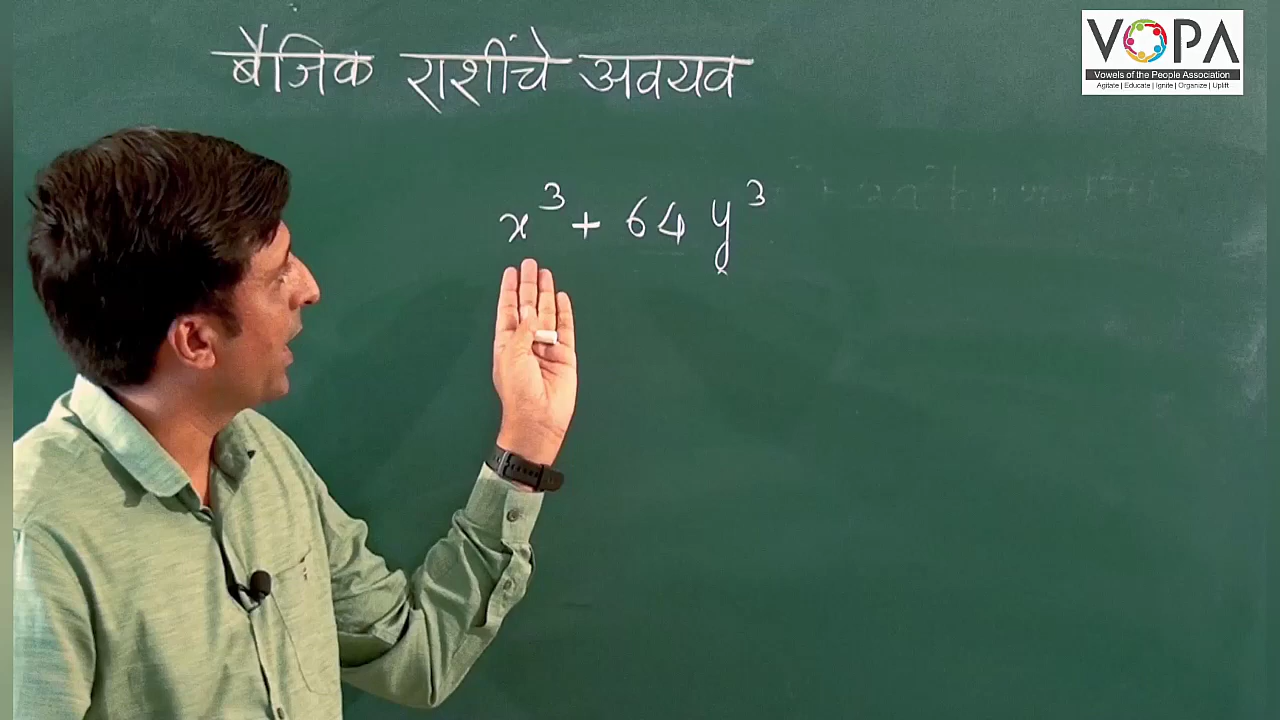 बैजिक राशींचे अवयव
x³ + 64 y³
VOPA
Vowels of the People Association
Agitate | Educate | Ignite | Organize | Uplift